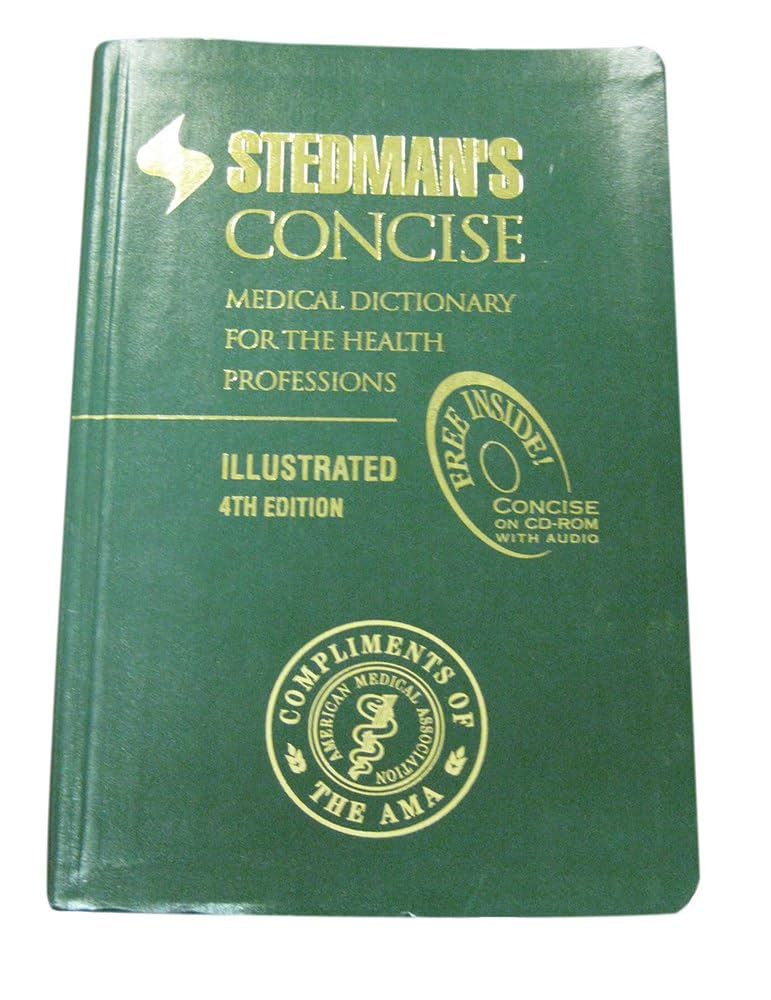 STEDMAN'S
CONCISE
MEDICAL DICTIONARY
FOR THE HEALTH
PROFESSIONS
ILLUSTRATED
4TH EDITION
FREE INSIDE!
CONCISE
ON CD-ROM
WITH AUDIO
COMPLIMENTS OF
THE AMA
AMERICAN MEDICAL ASSOCIATION